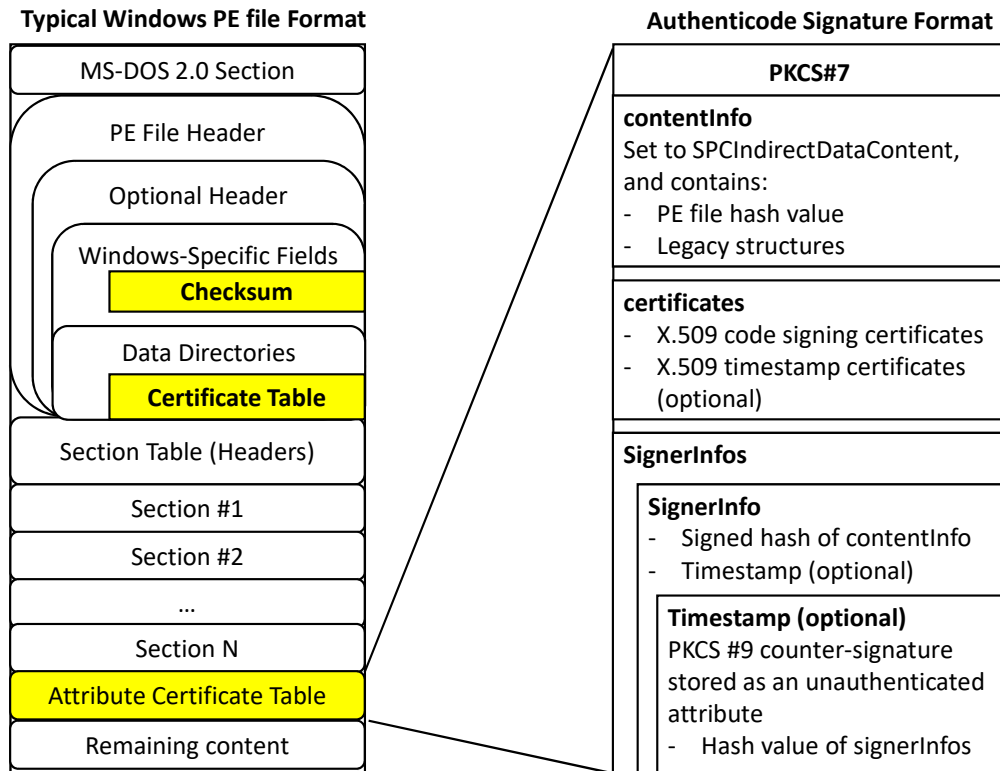 Typical Windows PE file Format
MS-DOS 2.0 Section
PE File Header
Optional Header
Windows-Specific Fields
Checksum
Data Directories
Certificate Table
Section Table (Headers)
Section #1
Section #2
...
Section N
Attribute Certificate Table
Remaining content
Authenticode Signature Format
PKCS#7
contentInfo
Set to SPCIndirectDataContent,
and contains:
- PE file hash value
- Legacy structures
certificates
- X.509 code signing certificates
- X.509 timestamp certificates
(optional)
SignerInfos
SignerInfo
- Signed hash of contentInfo
- Timestamp (optional)
Timestamp (optional)
PKCS #9 counter-signature
stored as an unauthenticated
attribute
- Hash value of signerInfos